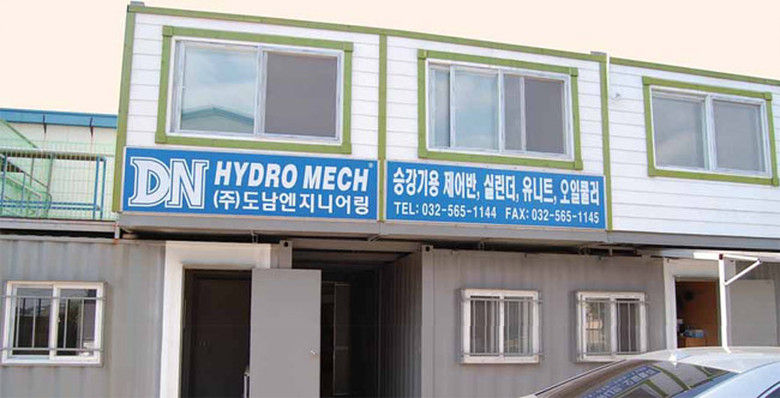 DN HYDRO MECH®
(주)도남엔지니어링
승강기용 제어반, 실린더, 유니트, 오일쿨러
TEL: 032-565-1144 FAX: 032-565-1145